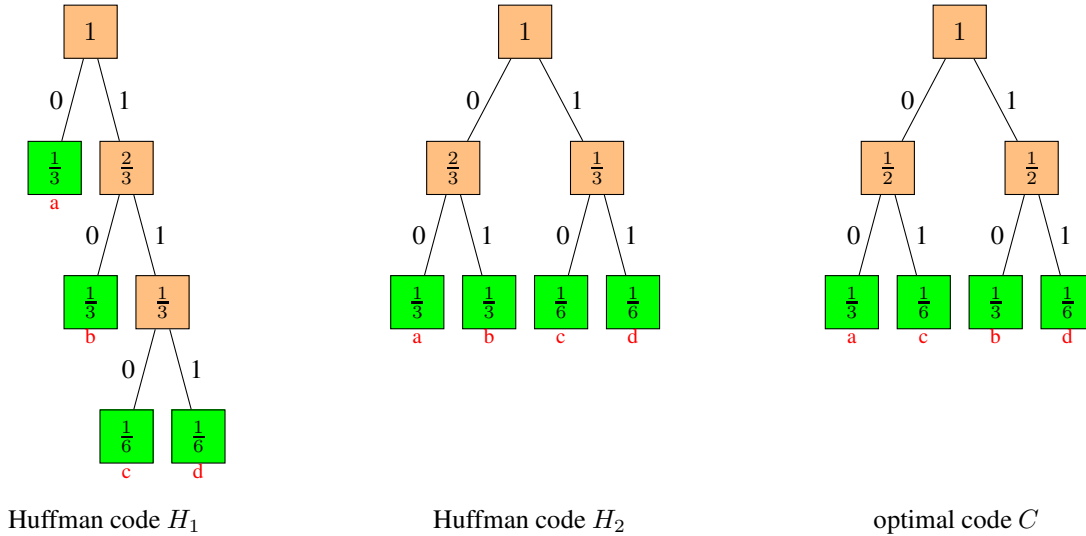 1 1 1
0 1 0 1 0 1
1/3 2/3 2/3 1/3 1/2 1/2
a
0 1 0 1 0 1 0 1 0 1
1/3 1/3 1/3 1/3 1/6 1/6 1/3 1/6 1/3 1/6
b a b c d a c b d
0 1
1/6 1/6
c d
Huffman code H₁ Huffman code H₂ optimal code C